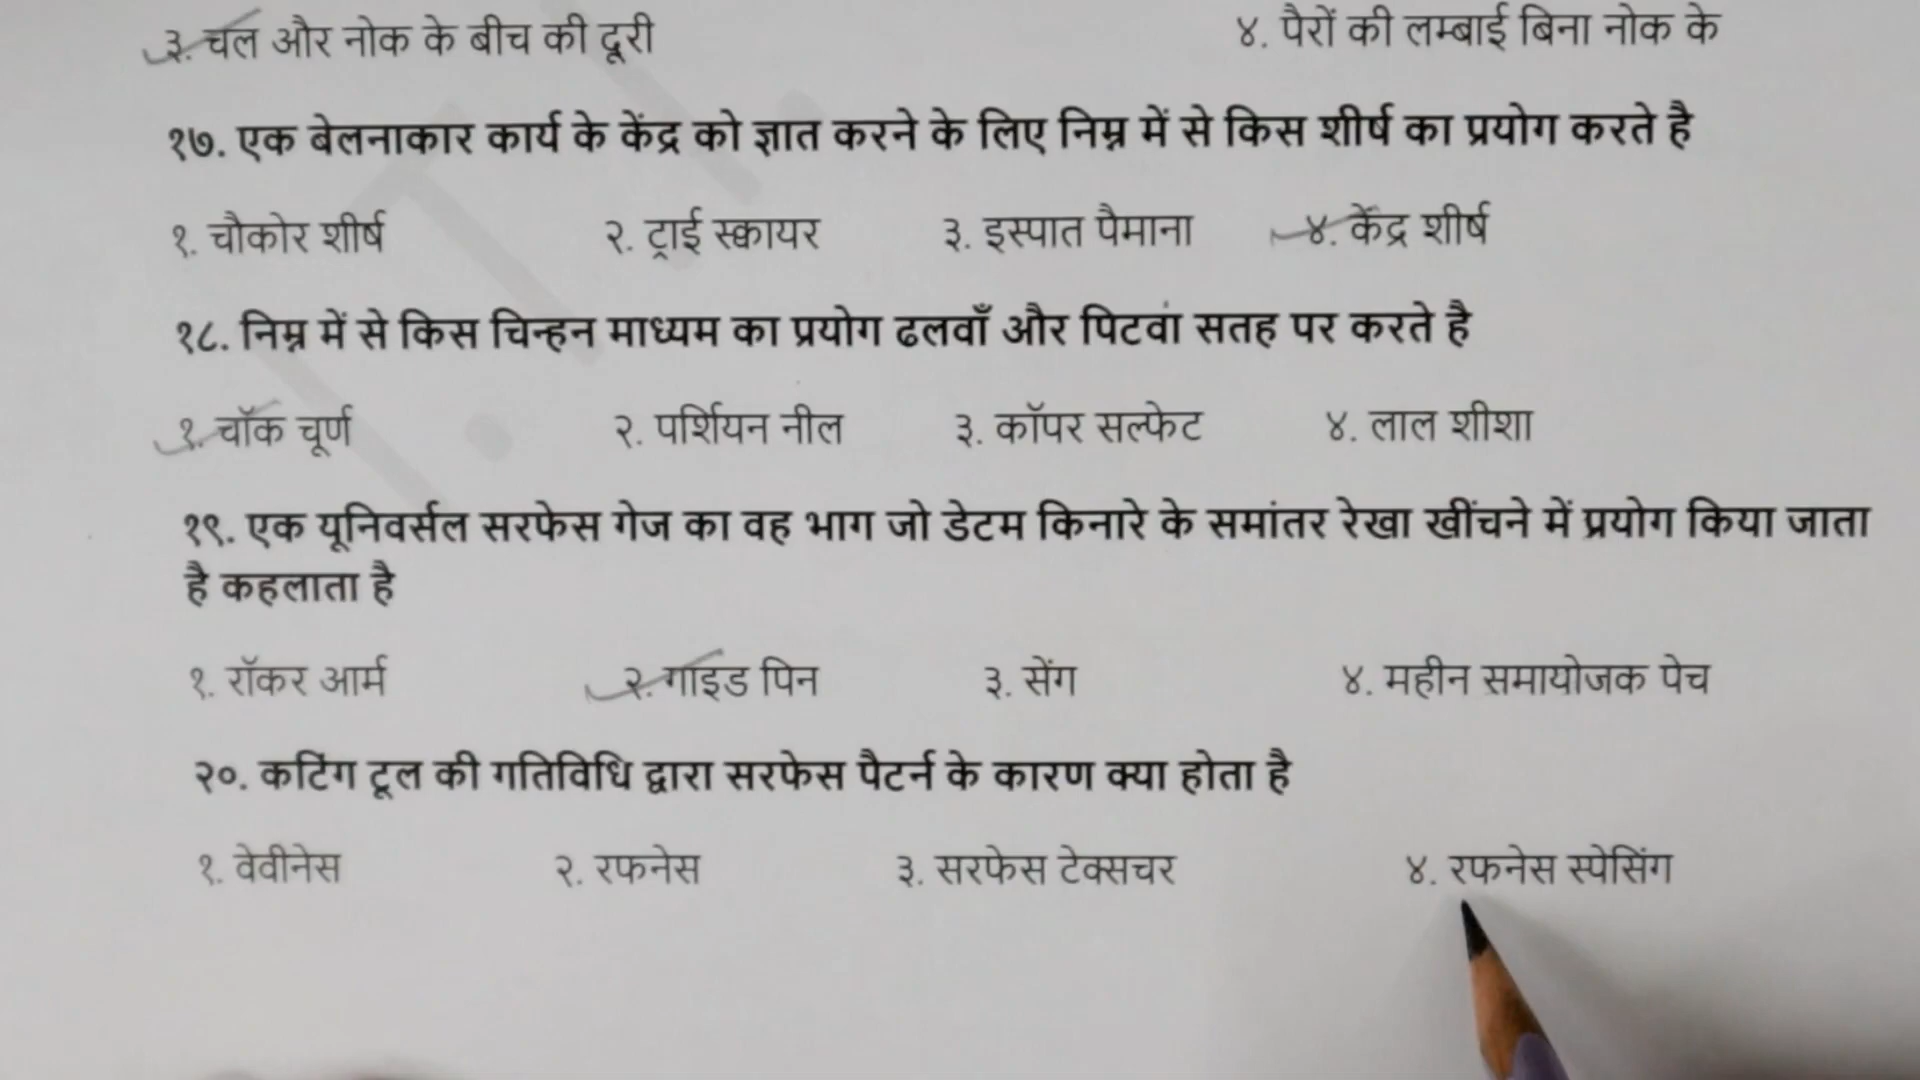 ३. चल और नोक के बीच की दूरी ४. पैरों की लम्बाई बिना नोक के
१७. एक बेलनाकार कार्य के केंद्र को ज्ञात करने के लिए निम्न में से किस शीर्ष का प्रयोग करते है
१. चौकोर शीर्ष २. ट्राई स्क्वायर ३. इस्पात पैमाना ४. केंद्र शीर्ष
१८. निम्न में से किस चिन्हन माध्यम का प्रयोग ढलवाँ और पिटवां सतह पर करते है
१. चॉक चूर्ण २. पर्शियन नील ३. कॉपर सल्फेट ४. लाल शीशा
१९. एक यूनिवर्सल सरफेस गेज का वह भाग जो डेटम किनारे के समांतर रेखा खींचने में प्रयोग किया जाता
है कहलाता है
१. रॉकर आर्म २. गाइड पिन ३. सेंग ४. महीन समायोजक पेच
२०. कटिंग टूल की गतिविधि द्वारा सरफेस पैटर्न के कारण क्या होता है
१. वेवीनेस २. रफनेस ३. सरफेस टेक्सचर ४. रफनेस स्पेसिंग